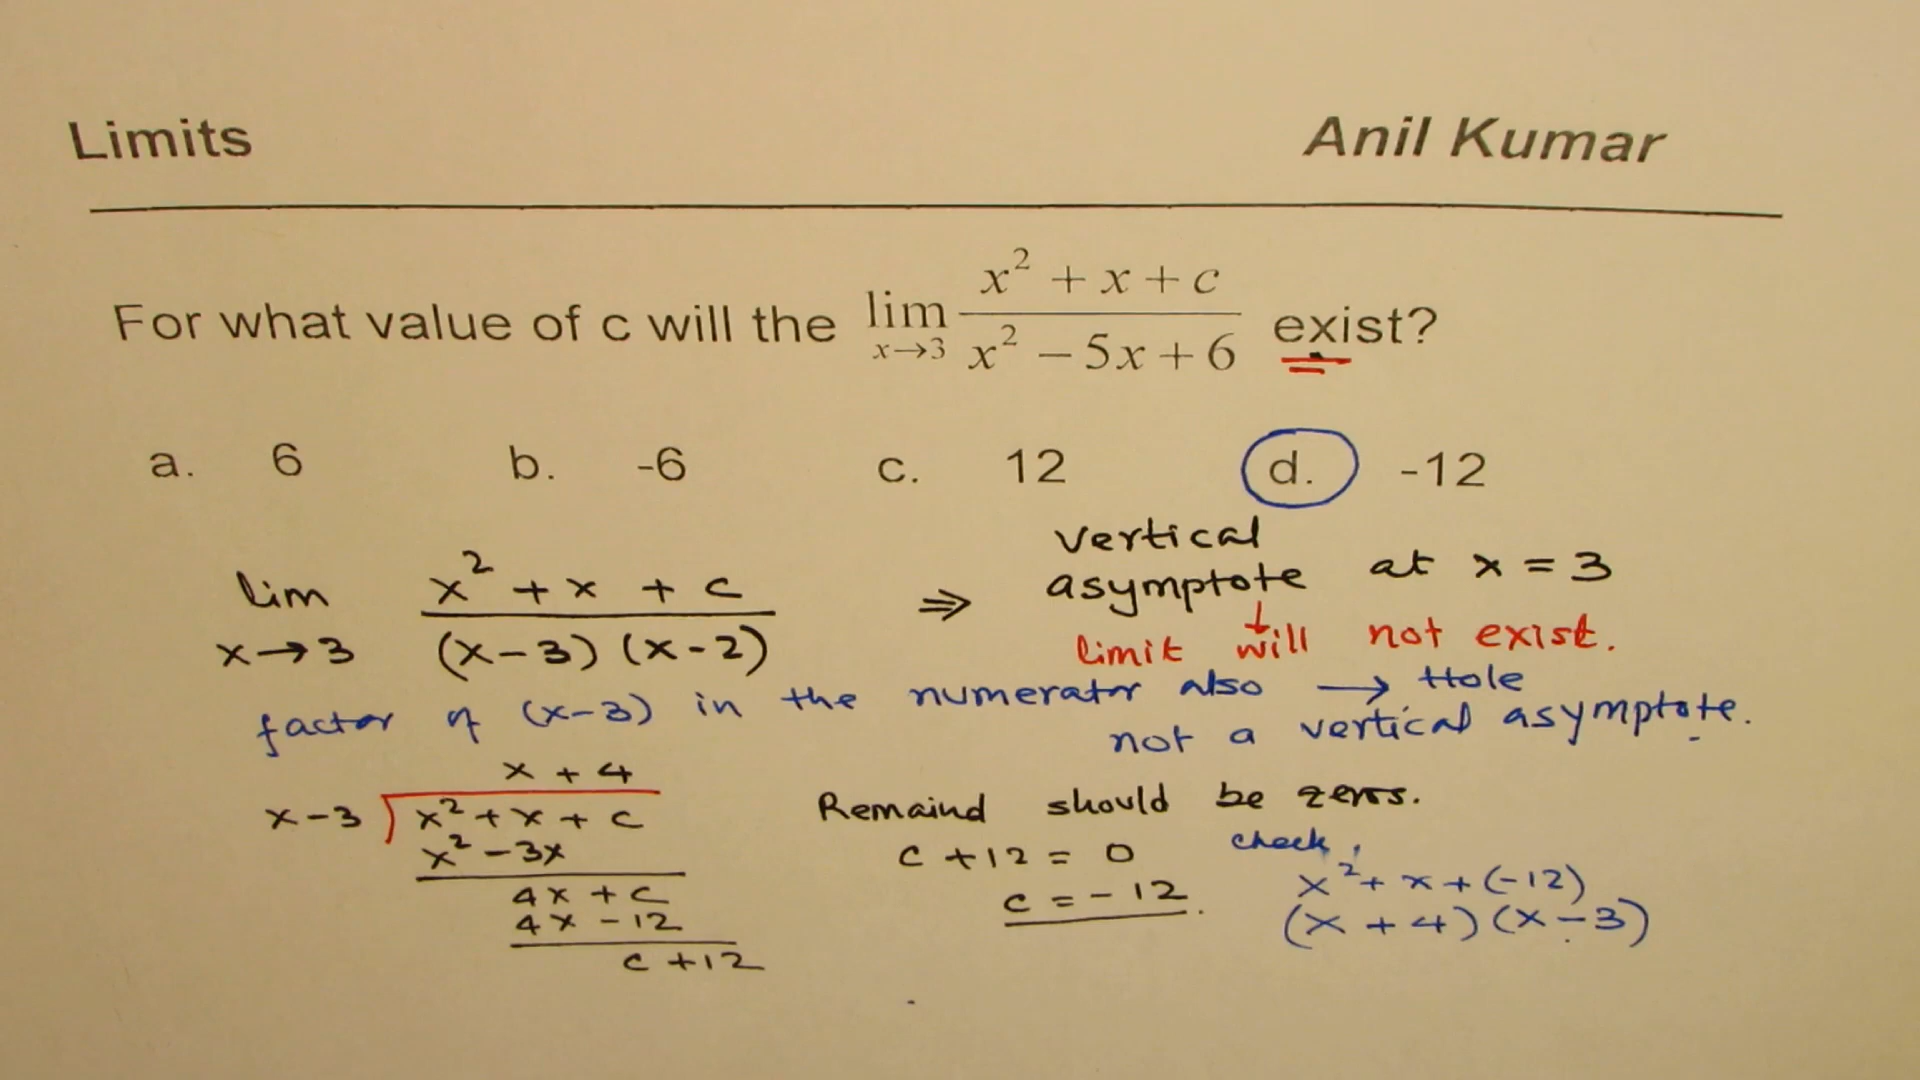 Limits Anil Kumar
For what value of c will the lim x→3 (x² + x + c)/(x² − 5x + 6) exist?
a. 6 b. -6 c. 12 d. -12
lim x→3 (x² + x + c)/((x−3)(x−2)) ⇒ vertical asymptote at x = 3
↓
limit will not exist.
factor of (x−3) in the numerator also → Hole
not a vertical asymptote.
x + 4
x−3 ) x² + x + c
x² − 3x
4x + c
4x − 12
c + 12
Remaind should be zeros.
c + 12 = 0
c = − 12.
check,
x² + x + (−12)
(x + 4) (x − 3)